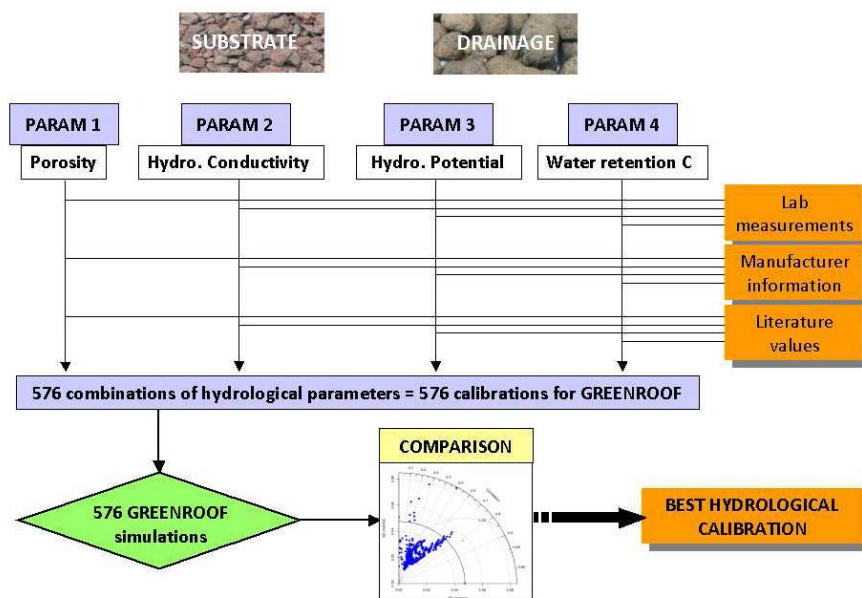 SUBSTRATE
DRAINAGE
PARAM 1
PARAM 2
PARAM 3
PARAM 4
Porosity
Hydro. Conductivity
Hydro. Potential
Water retention C
Lab
measurements
Manufacturer
information
Literature
values
576 combinations of hydrological parameters = 576 calibrations for GREENROOF
COMPARISON
576 GREENROOF
simulations
BEST HYDROLOGICAL
CALIBRATION